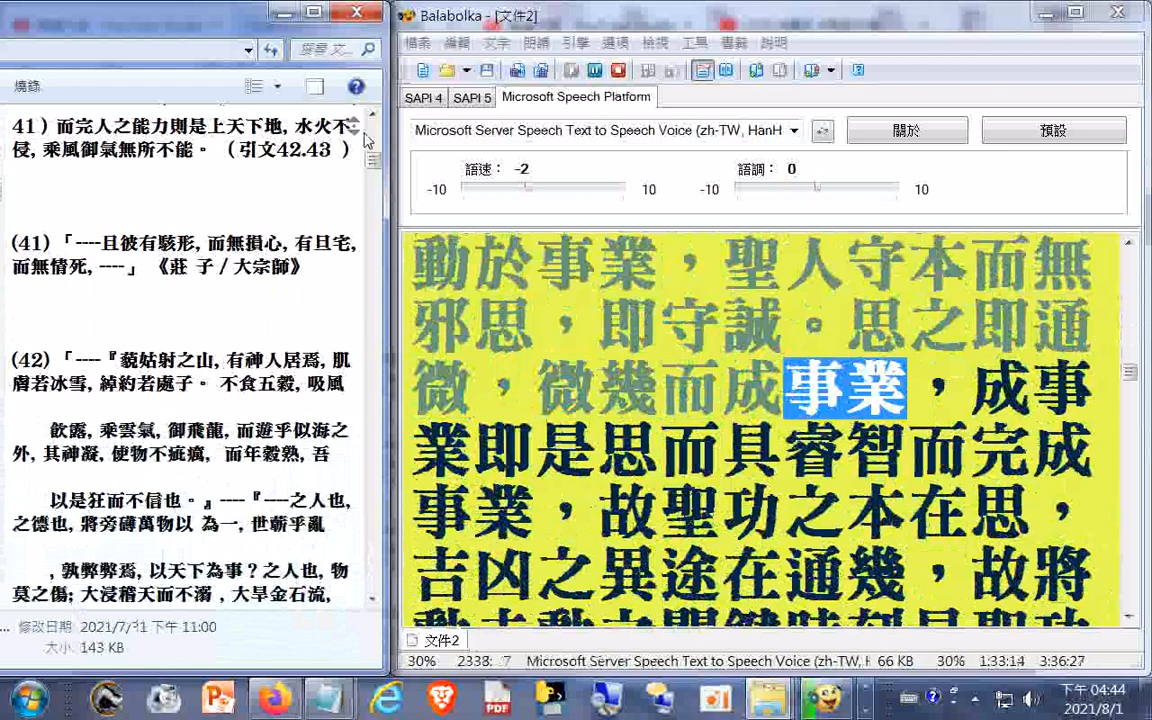 燒錄
41）而完人之能力則是上天下地, 水火不
侵, 乘風御氣無所不能。（引文42.43 ）
(41)「----且彼有駭形, 而無損心, 有旦宅,
而無情死, ----」《莊 子 / 大宗師》
(42)「----『藐姑射之山, 有神人居焉, 肌
膚若冰雪, 綽約若處子。 不食五穀, 吸風
飲露, 乘雲氣, 御飛龍, 而遊乎似海之
外, 其神凝, 使物不疵癘, 而年穀熟, 吾
以是狂而不信也。』----『----之人也,
之德也, 將旁礡萬物以 為一, 世蘄乎亂
, 孰弊弊焉, 以天下為事？之人也, 物
莫之傷; 大浸稽天而不溺 , 大旱金石流,
修改日期: 2021/7/31 下午 11:00
大小: 143 KB
Balabolka - [文件2]
檔案 編輯 文字 朗讀 引擎 選項 檢視 工具 書籤 說明
SAPI 4 SAPI 5 Microsoft Speech Platform
Microsoft Server Speech Text to Speech Voice (zh-TW, HanH 關於 預設
語速： -2 語調： 0
-10 10 -10 10
動於事業，聖人守本而無
邪思，即守誠。思之即通
微，微幾而成事業，成事
業即是思而具睿智而完成
事業，故聖功之本在思，
吉凶之異途在通幾，故將
文件2
30% Microsoft Server Speech Text to Speech Voice (zh-TW, H 66 KB 30% 1:33:14 3:36:27
下午 04:44
2021/8/1